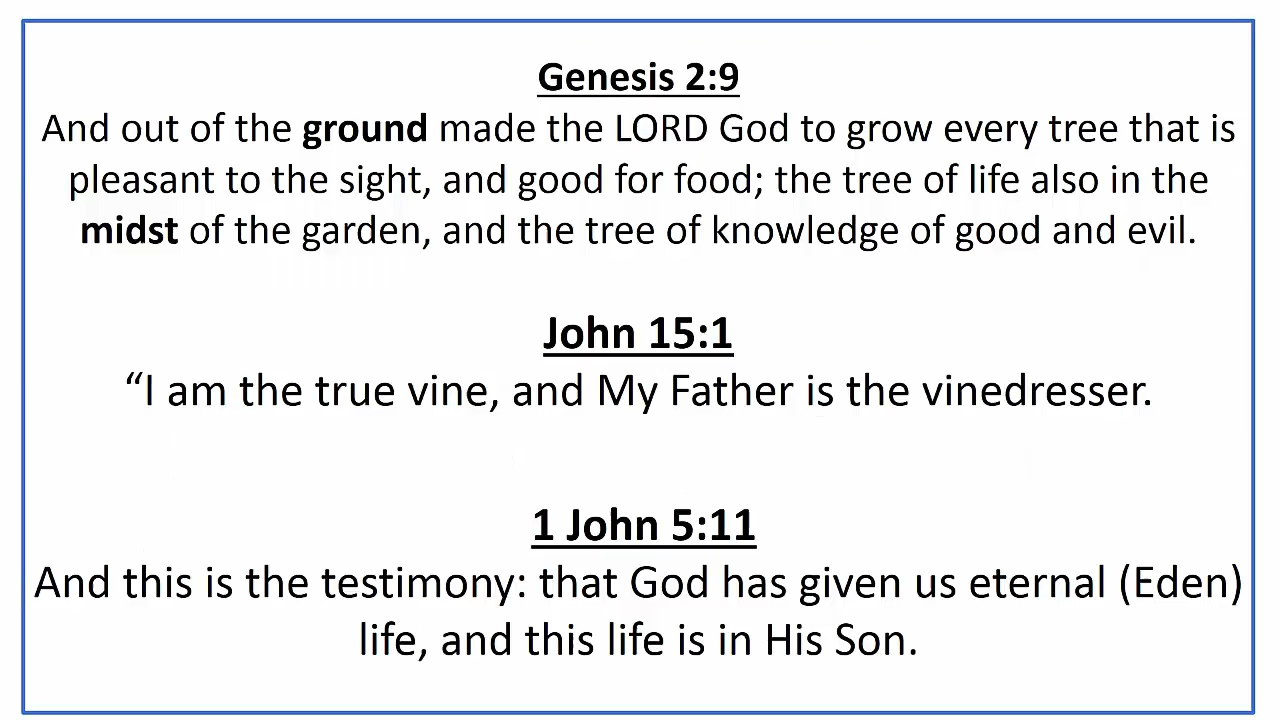 Genesis 2:9
And out of the ground made the LORD God to grow every tree that is
pleasant to the sight, and good for food; the tree of life also in the
midst of the garden, and the tree of knowledge of good and evil.
John 15:1
“I am the true vine, and My Father is the vinedresser.
1 John 5:11
And this is the testimony: that God has given us eternal (Eden)
life, and this life is in His Son.